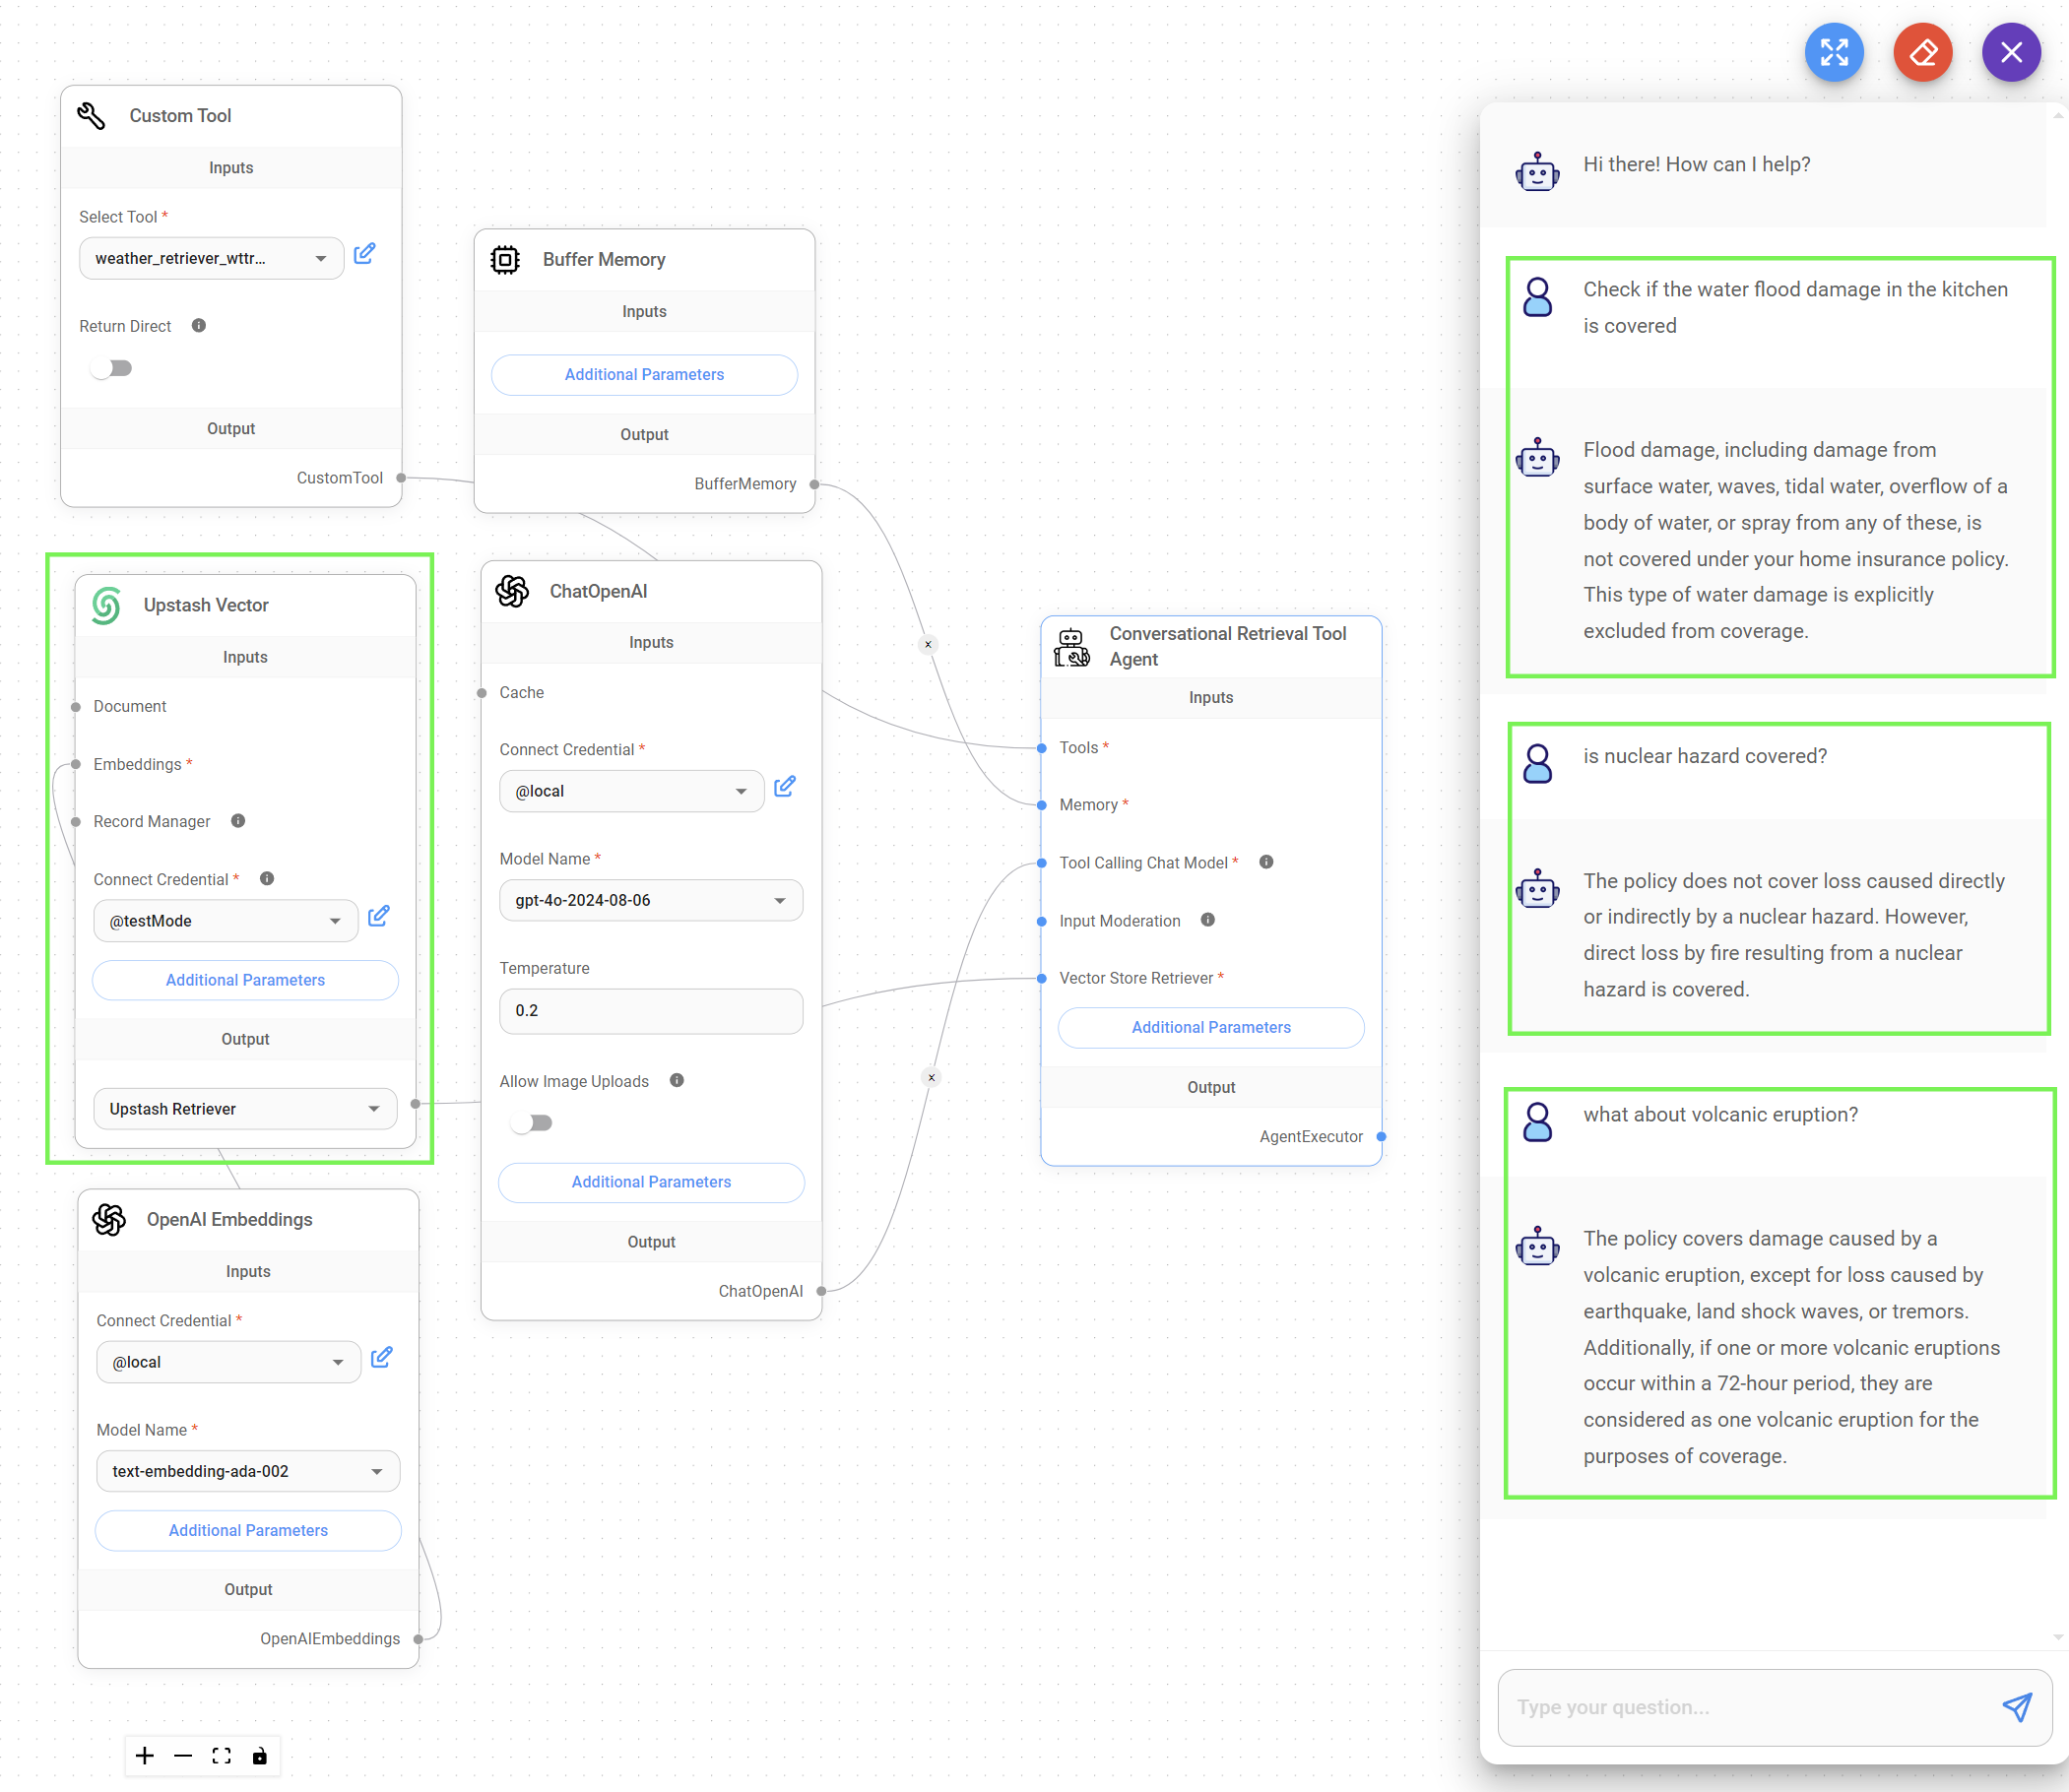 Custom Tool
Inputs
Select Tool *
weather_retriever_wttr...
Return Direct
Output
CustomTool
Buffer Memory
Inputs
Additional Parameters
Output
BufferMemory
Upstash Vector
Inputs
Document
Embeddings *
Record Manager
Connect Credential *
@testMode
Additional Parameters
Output
Upstash Retriever
ChatOpenAI
Inputs
Cache
Connect Credential *
@local
Model Name *
gpt-4o-2024-08-06
Temperature
0.2
Allow Image Uploads
Additional Parameters
Output
ChatOpenAI
OpenAI Embeddings
Inputs
Connect Credential *
@local
Model Name *
text-embedding-ada-002
Additional Parameters
Output
OpenAIEmbeddings
x
x
Conversational Retrieval Tool
Agent
Inputs
Tools *
Memory *
Tool Calling Chat Model *
Input Moderation
Vector Store Retriever *
Additional Parameters
Output
AgentExecutor
Hi there! How can I help?
Check if the water flood damage in the kitchen
is covered
Flood damage, including damage from
surface water, waves, tidal water, overflow of a
body of water, or spray from any of these, is
not covered under your home insurance policy.
This type of water damage is explicitly
excluded from coverage.
is nuclear hazard covered?
The policy does not cover loss caused directly
or indirectly by a nuclear hazard. However,
direct loss by fire resulting from a nuclear
hazard is covered.
what about volcanic eruption?
The policy covers damage caused by a
volcanic eruption, except for loss caused by
earthquake, land shock waves, or tremors.
Additionally, if one or more volcanic eruptions
occur within a 72-hour period, they are
considered as one volcanic eruption for the
purposes of coverage.
Type your question...